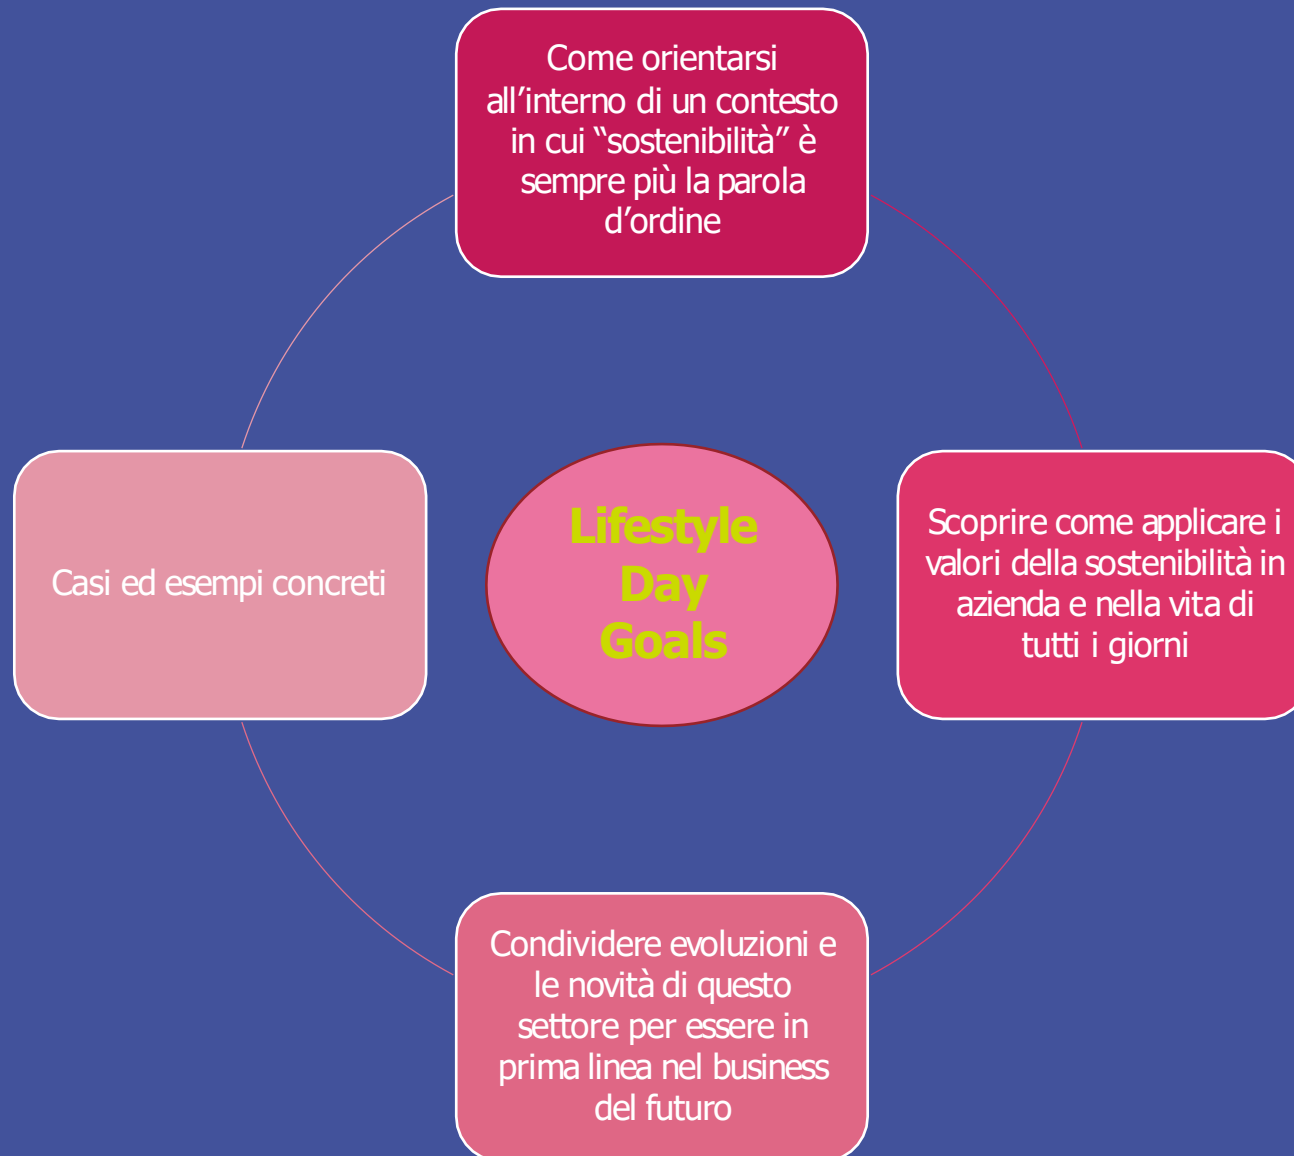 Come orientarsi
all’interno di un contesto
in cui “sostenibilità” è
sempre più la parola
d’ordine
Casi ed esempi concreti
Lifestyle
Day
Goals
Scoprire come applicare i
valori della sostenibilità in
azienda e nella vita di
tutti i giorni
Condividere evoluzioni e
le novità di questo
settore per essere in
prima linea nel business
del futuro